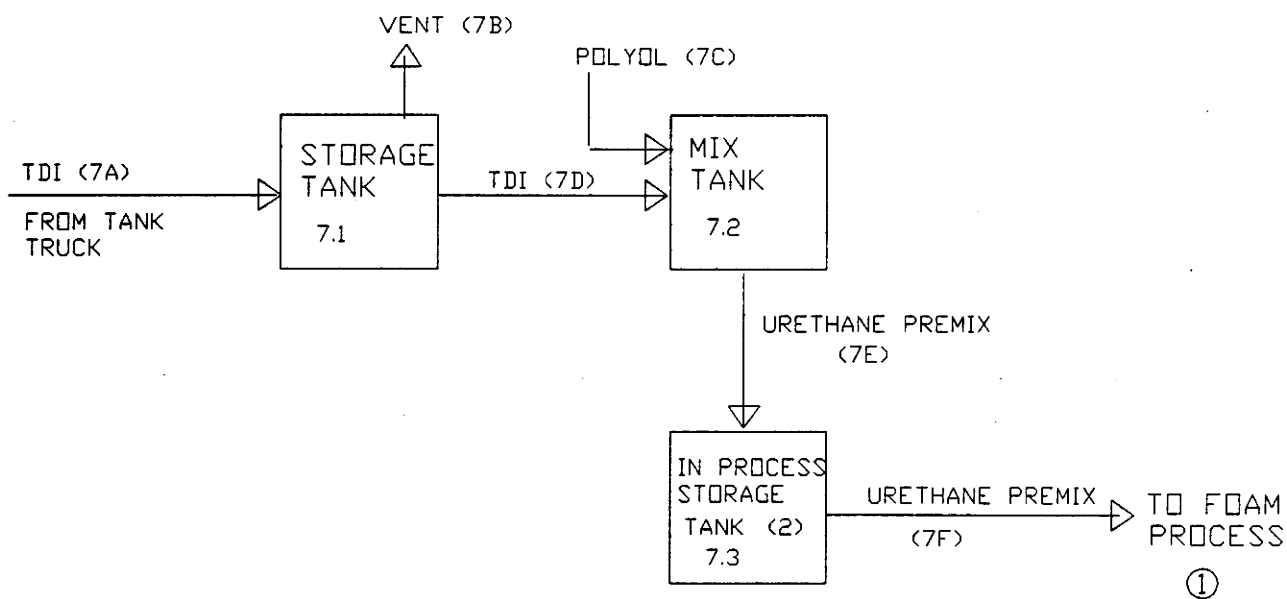 VENT (7B)
POLYOL (7C)
TDI (7A)
FROM TANK
TRUCK
STORAGE
TANK
7.1
TDI (7D)
MIX
TANK
7.2
URETHANE PREMIX
(7E)
IN PROCESS
STORAGE
TANK (2)
7.3
URETHANE PREMIX
(7F)
TO FOAM
PROCESS
1